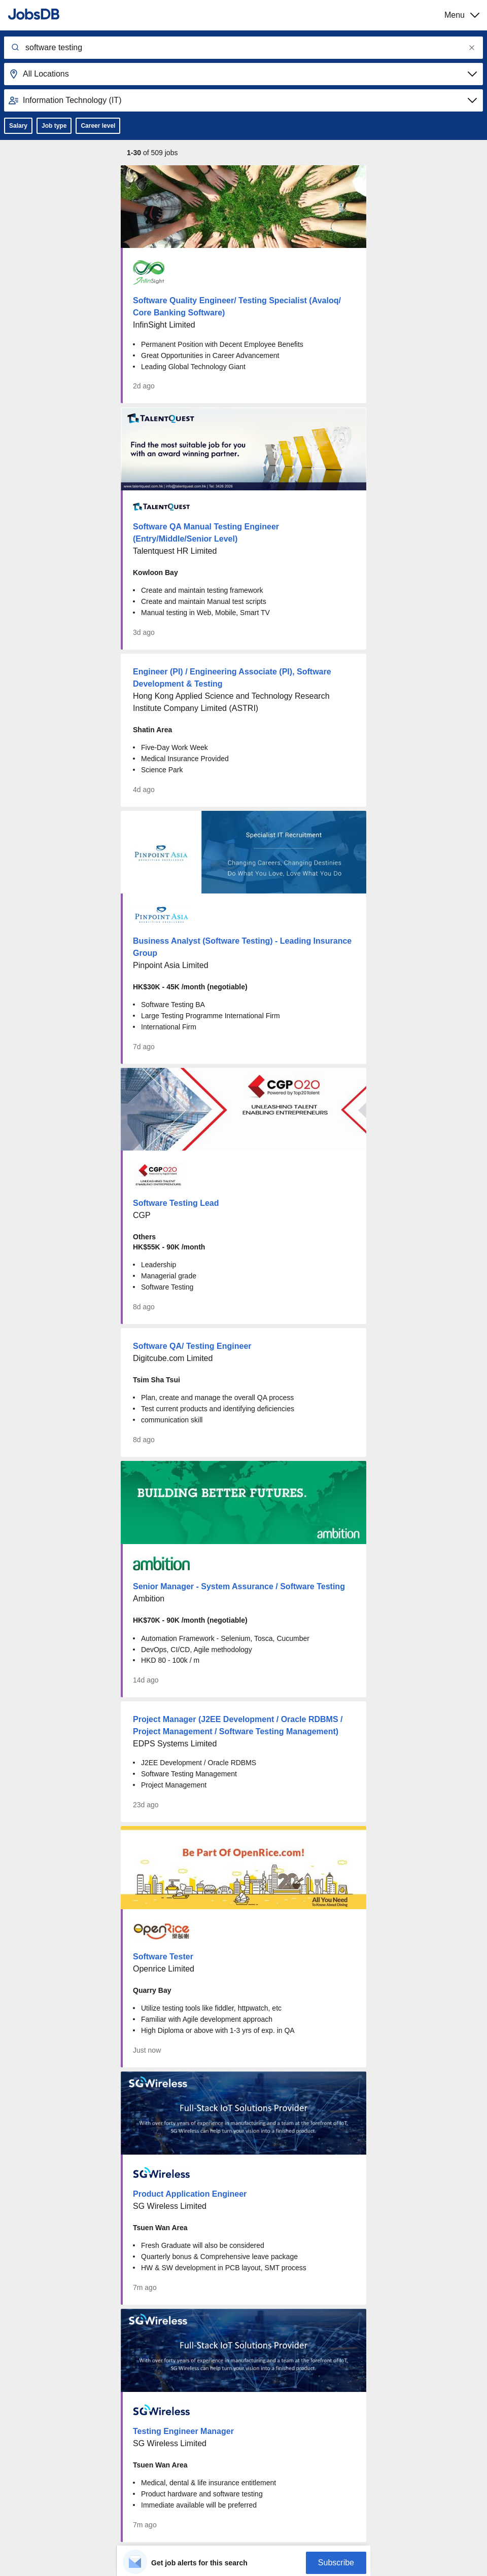 JobsDB
Menu
software testing
All Locations
Information Technology (IT)
Salary
Job type
Career level
1-30 of 509 jobs
InfinSight
Software Quality Engineer/ Testing Specialist (Avaloq/
Core Banking Software)
InfinSight Limited
• Permanent Position with Decent Employee Benefits
• Great Opportunities in Career Advancement
• Leading Global Technology Giant
2d ago
TALENTQUEST
Find the most suitable job for you
with an award winning partner.
TALENTQUEST
Software QA Manual Testing Engineer
(Entry/Middle/Senior Level)
Talentquest HR Limited
Kowloon Bay
• Create and maintain testing framework
• Create and maintain Manual test scripts
• Manual testing in Web, Mobile, Smart TV
3d ago
Engineer (PI) / Engineering Associate (PI), Software
Development & Testing
Hong Kong Applied Science and Technology Research
Institute Company Limited (ASTRI)
Shatin Area
• Five-Day Work Week
• Medical Insurance Provided
• Science Park
4d ago
PINPOINT ASIA
Specialist IT Recruitment
Changing Careers, Changing Destinies
Do What You Love, Love What You Do
PINPOINT ASIA
Business Analyst (Software Testing) - Leading Insurance
Group
Pinpoint Asia Limited
HK$30K - 45K /month (negotiable)
• Software Testing BA
• Large Testing Programme International Firm
• International Firm
7d ago
CGP O20
Powered by top20Talent
UNLEASHING TALENT
ENABLING ENTREPRENEURS
CGP O20
UNLEASHING TALENT
ENABLING ENTREPRENEURS
Software Testing Lead
CGP
Others
HK$55K - 90K /month
• Leadership
• Managerial grade
• Software Testing
8d ago
Software QA/ Testing Engineer
Digitcube.com Limited
Tsim Sha Tsui
• Plan, create and manage the overall QA process
• Test current products and identifying deficiencies
• communication skill
8d ago
BUILDING BETTER FUTURES.
ambition
ambition
Senior Manager - System Assurance / Software Testing
Ambition
HK$70K - 90K /month (negotiable)
• Automation Framework - Selenium, Tosca, Cucumber
• DevOps, CI/CD, Agile methodology
• HKD 80 - 100k / m
14d ago
Project Manager (J2EE Development / Oracle RDBMS /
Project Management / Software Testing Management)
EDPS Systems Limited
• J2EE Development / Oracle RDBMS
• Software Testing Management
• Project Management
23d ago
Be Part Of OpenRice.com!
All You Need
To Know About Dining
OpenRice
開飯喇
Software Tester
Openrice Limited
Quarry Bay
• Utilize testing tools like fiddler, httpwatch, etc
• Familiar with Agile development approach
• High Diploma or above with 1-3 yrs of exp. in QA
Just now
SGWireless
Full-Stack IoT Solutions Provider
With over forty years of experience in manufacturing and a team at the forefront of IoT,
SG Wireless can help turn your vision into a finished product.
SGWireless
Product Application Engineer
SG Wireless Limited
Tsuen Wan Area
• Fresh Graduate will also be considered
• Quarterly bonus & Comprehensive leave package
• HW & SW development in PCB layout, SMT process
7m ago
SGWireless
Full-Stack IoT Solutions Provider
With over forty years of experience in manufacturing and a team at the forefront of IoT,
SG Wireless can help turn your vision into a finished product.
SGWireless
Testing Engineer Manager
SG Wireless Limited
Tsuen Wan Area
• Medical, dental & life insurance entitlement
• Product hardware and software testing
• Immediate available will be preferred
7m ago
Get job alerts for this search
Subscribe